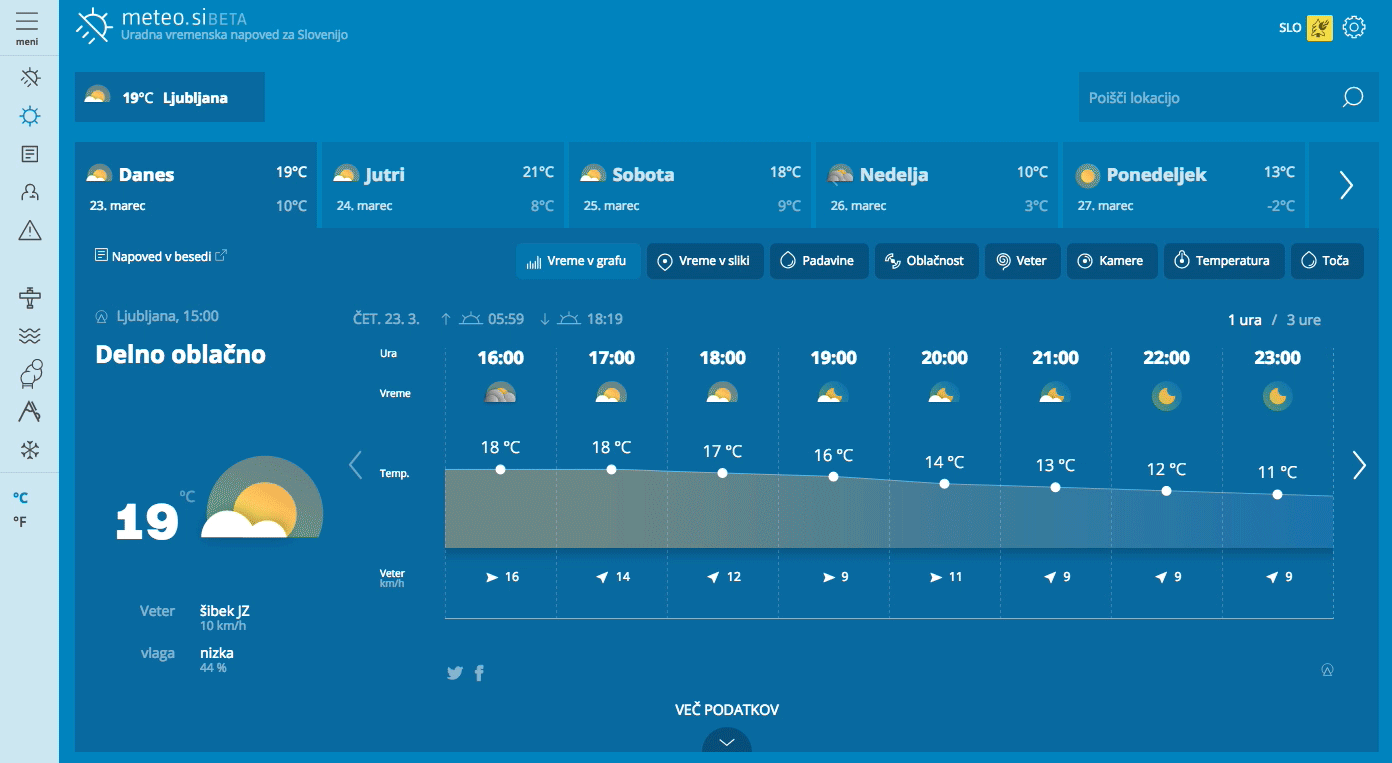 meni
meteo.siBETA
Uradna vremenska napoved za Slovenijo
SLO
19°C Ljubljana
Poišči lokacijo
Danes 19°C
23. marec 10°C
Jutri 21°C
24. marec 8°C
Sobota 18°C
25. marec 9°C
Nedelja 10°C
26. marec 3°C
Ponedeljek 13°C
27. marec -2°C
Napoved v besedi
Vreme v grafu
Vreme v sliki
Padavine
Oblačnost
Veter
Kamere
Temperatura
Toča
Ljubljana, 15:00
Delno oblačno
19 °C
Veter šibek JZ
10 km/h
vlaga nizka
44 %
ČET. 23. 3. ↑ 05:59 ↓ 18:19
1 ura / 3 ure
Ura 16:00 17:00 18:00 19:00 20:00 21:00 22:00 23:00
Vreme
Temp. 18 °C 18 °C 17 °C 16 °C 14 °C 13 °C 12 °C 11 °C
Veter 16 14 12 9 11 9 9 9
km/h
VEČ PODATKOV
°C
°F